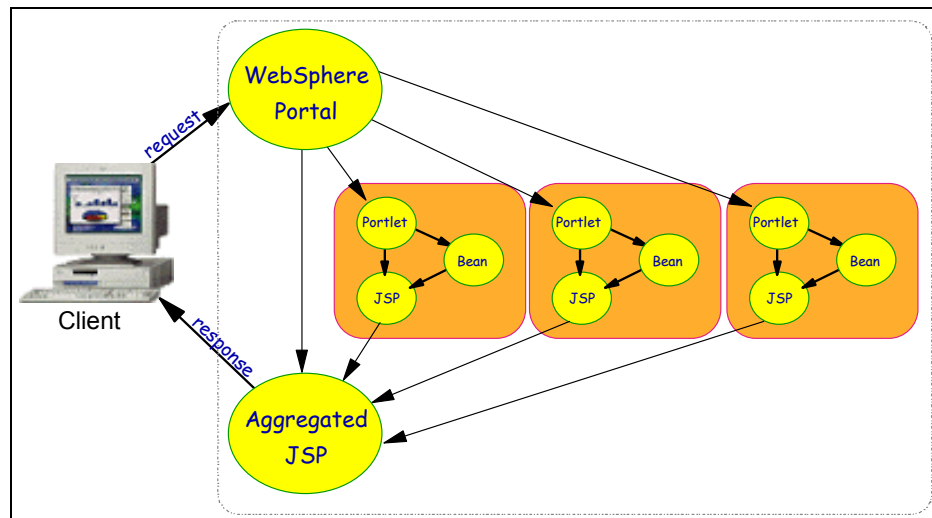 WebSphere
Portal
request
Portlet
Bean
JSP
Portlet
Bean
JSP
Portlet
Bean
JSP
Client
response
Aggregated
JSP